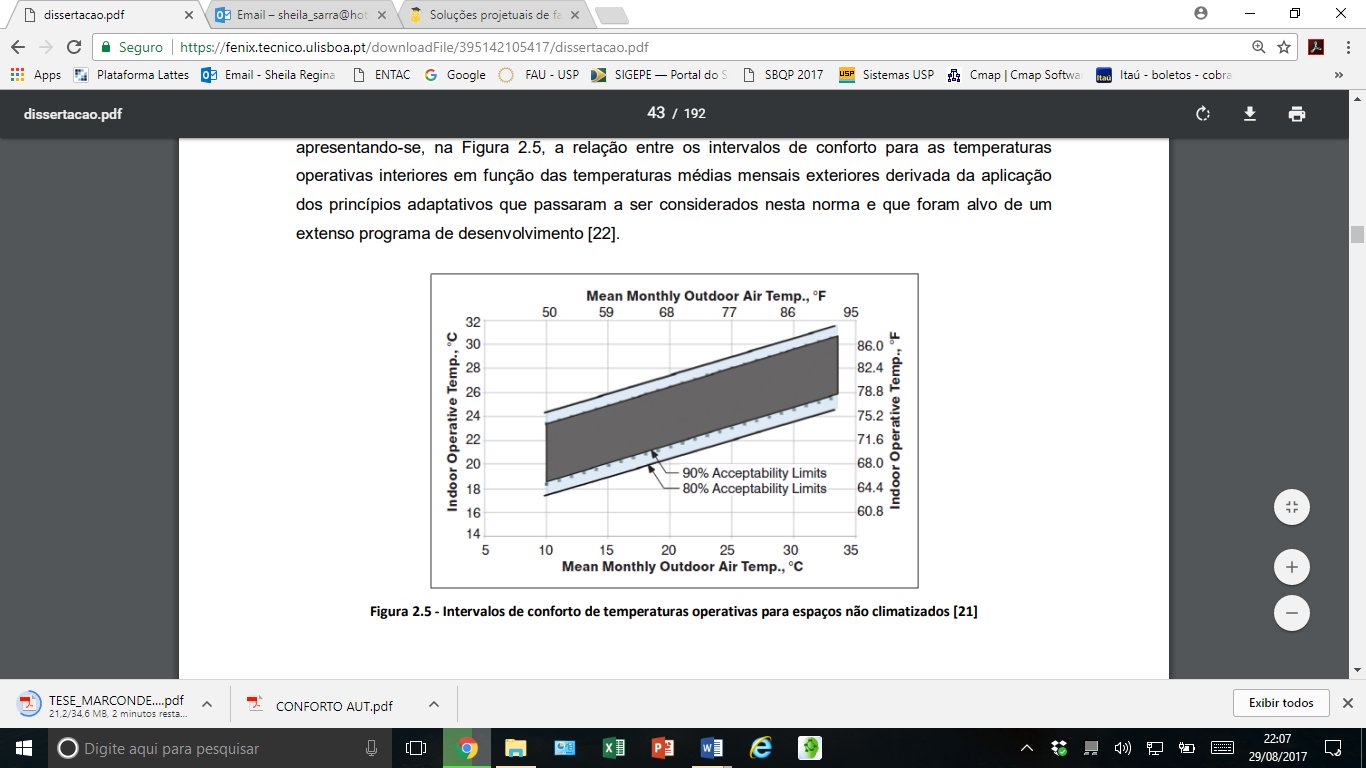 dissertacao.pdf
Email – sheila_sarra@hot
Soluções projetuais de fa
Seguro
https://fenix.tecnico.ulisboa.pt/downloadFile/395142105417/dissertacao.pdf
Apps
Plataforma Lattes
Email - Sheila Regina
ENTAC
Google
FAU - USP
SIGEPE — Portal do S
SBQP 2017
USP
Sistemas USP
Cmap | Cmap Softwa
Itaú
Itaú - boletos - cobra
»
dissertacao.pdf
43 / 192
apresentando-se, na Figura 2.5, a relação entre os intervalos de conforto para as temperaturas
operativas interiores em função das temperaturas médias mensais exteriores derivada da aplicação
dos princípios adaptativos que passaram a ser considerados nesta norma e que foram alvo de um
extenso programa de desenvolvimento [22].
Mean Monthly Outdoor Air Temp., °F
50 59 68 77 86 95
Indoor Operative Temp., °C
32
30
28
26
24
22
20
18
16
14
86.0
82.4
78.8
75.2
71.6
68.0
64.4
60.8
Indoor Operative Temp., °F
90% Acceptability Limits
80% Acceptability Limits
5 10 15 20 25 30 35
Mean Monthly Outdoor Air Temp., °C
Figura 2.5 - Intervalos de conforto de temperaturas operativas para espaços não climatizados [21]
TESE_MARCONDE....pdf
21,2/34,6 MB, 2 minutos resta...
CONFORTO AUT.pdf
Exibir todos
Digite aqui para pesquisar
22:07
29/08/2017